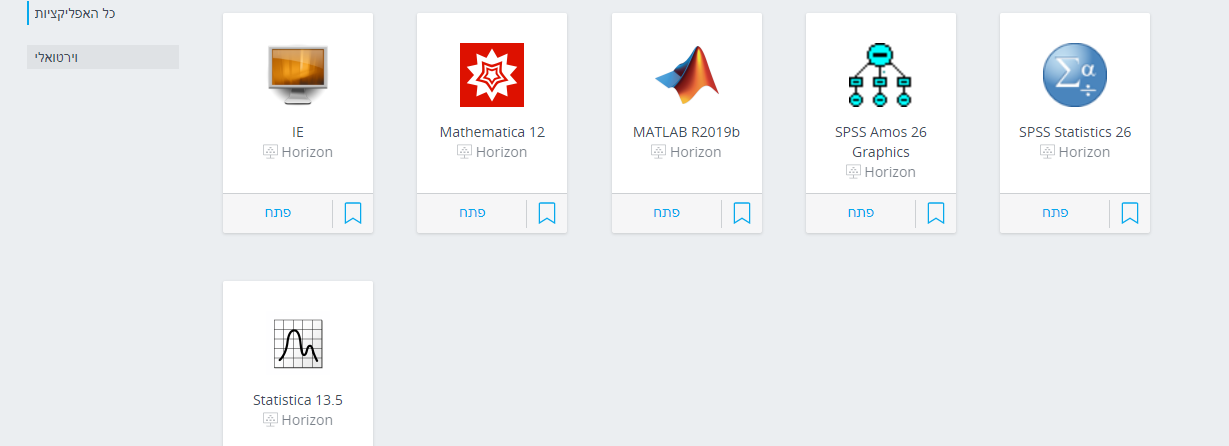 כל האפליקציות
וירטואלי
IE
Horizon
פתח
Mathematica 12
Horizon
פתח
MATLAB R2019b
Horizon
פתח
SPSS Amos 26
Graphics
Horizon
פתח
Σα÷
SPSS Statistics 26
Horizon
פתח
Statistica 13.5
Horizon